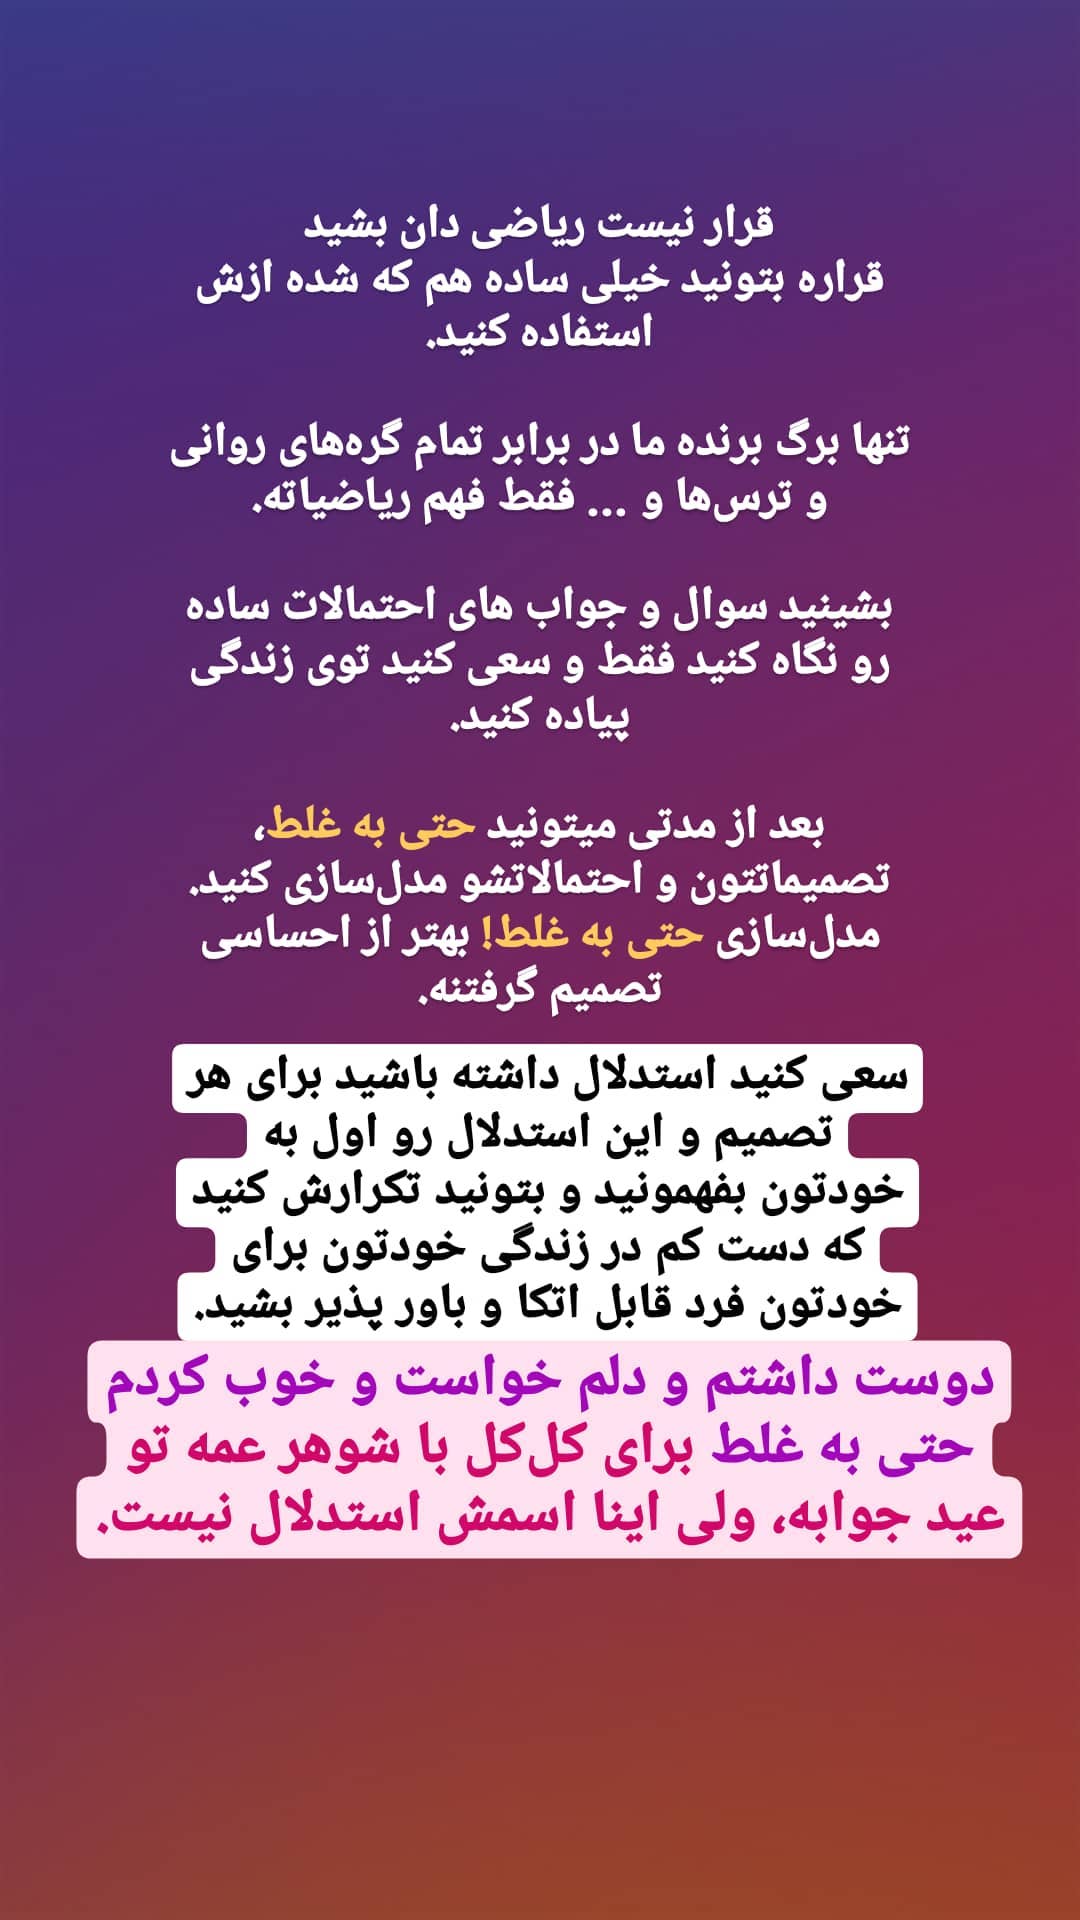 قرار نیست ریاضی دان بشید
قراره بتونید خیلی ساده هم که شده ازش
استفاده کنید.
تنها برگ برنده ما در برابر تمام گره‌های روانی
و ترس‌ها و ... فقط فهم ریاضیاته.
بشینید سوال و جواب های احتمالات ساده
رو نگاه کنید فقط و سعی کنید توی زندگی
پیاده کنید.
بعد از مدتی میتونید حتی به غلط،
تصمیماتتون و احتمالاتشو مدل‌سازی کنید.
مدل‌سازی حتی به غلط! بهتر از احساسی
تصمیم گرفتنه.
سعی کنید استدلال داشته باشید برای هر
تصمیم و این استدلال رو اول به
خودتون بفهمونید و بتونید تکرارش کنید
که دست کم در زندگی خودتون برای
خودتون فرد قابل اتکا و باور پذیر بشید.
دوست داشتم و دلم خواست و خوب کردم
حتی به غلط برای کل‌کل با شوهر عمه تو
عید جوابه، ولی اینا اسمش استدلال نیست.